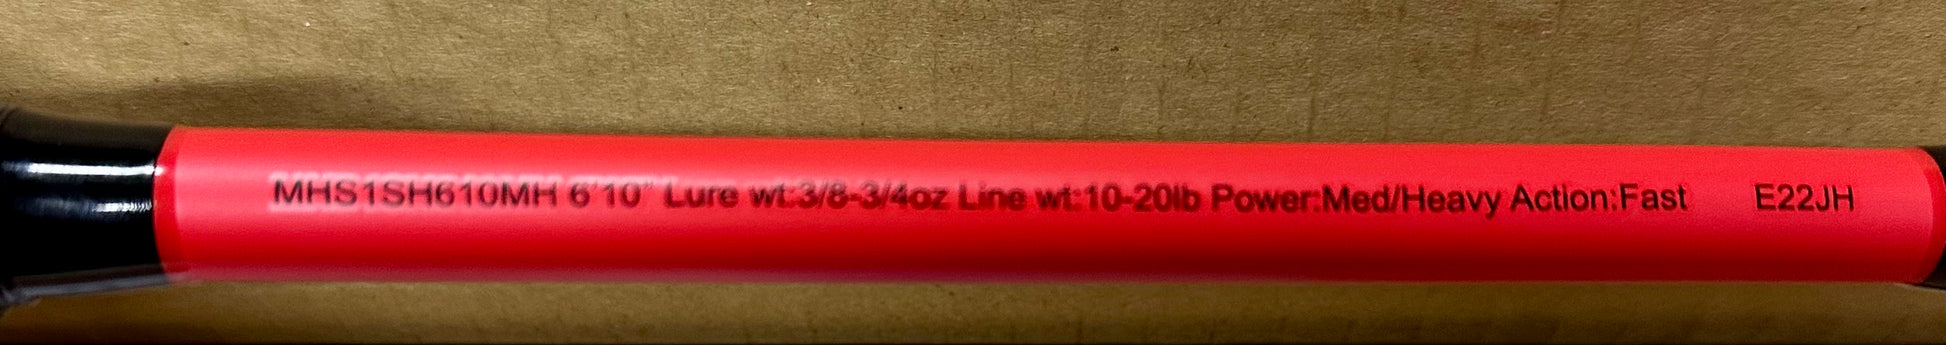 MHS1SH610MH 6'10" Lure wt:3/8-3/4oz Line wt:10-20lb Power:Med/Heavy Action:Fast E22JH